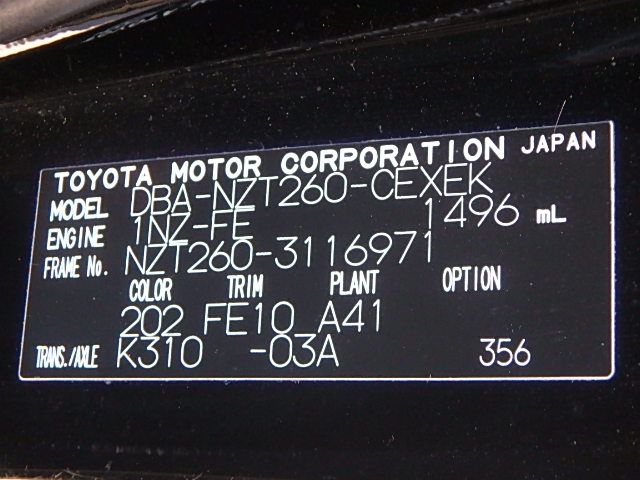 TOYOTA MOTOR CORPORATION JAPAN
MODEL DBA-NZT260-CEXEK
ENGINE 1NZ-FE 1496 mL
FRAME No. NZT260-3116971
COLOR TRIM PLANT OPTION
202 FE10 A41
TRANS./AXLE K310 -03A 356